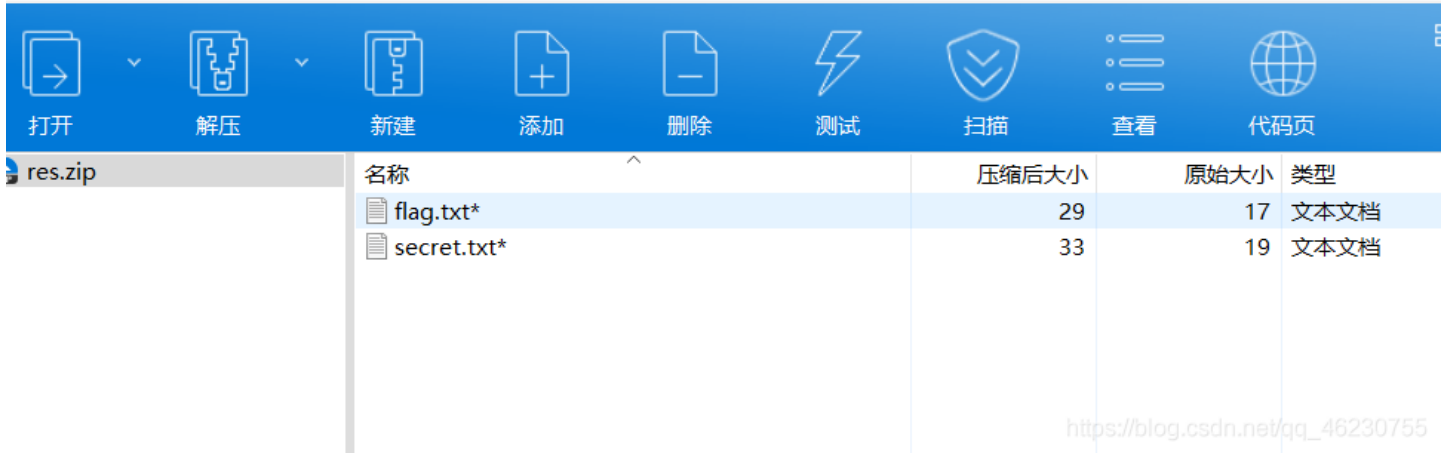 打开 解压 新建 添加 删除 测试 扫描 查看 代码页
res.zip
名称 压缩后大小 原始大小 类型
flag.txt* 29 17 文本文档
secret.txt* 33 19 文本文档
https://blog.csdn.net/qq_46230755